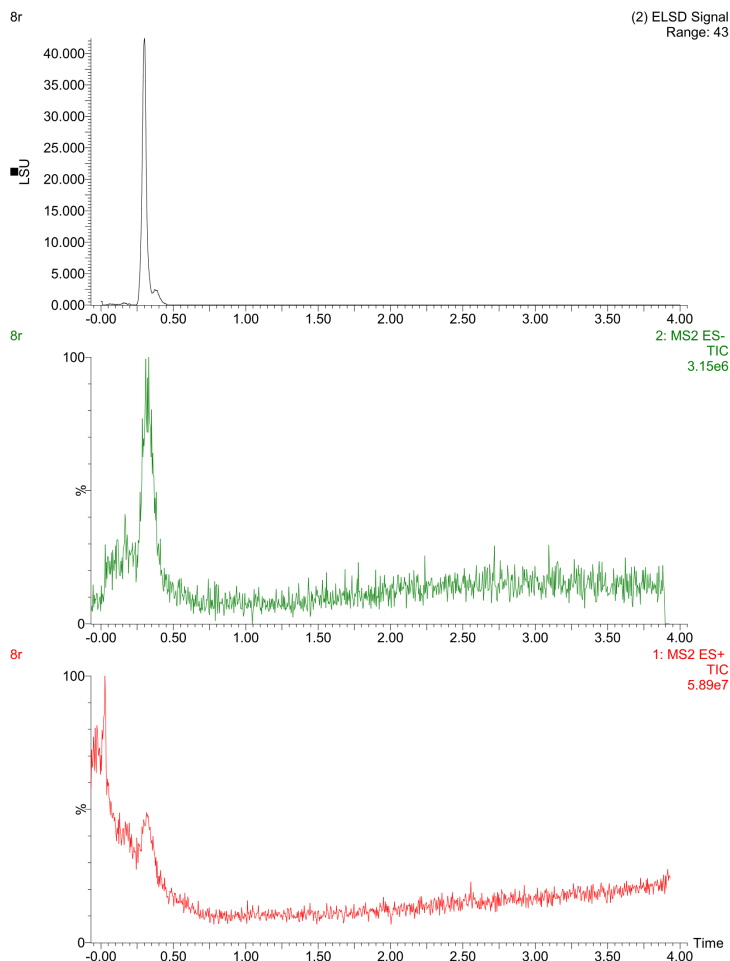 8r
(2) ELSD Signal
Range: 43
LSU
40.000
35.000
30.000
25.000
20.000
15.000
10.000
5.000
0.000
-0.00 0.50 1.00 1.50 2.00 2.50 3.00 3.50 4.00
8r
2: MS2 ES-
TIC
3.15e6
100
%
0
-0.00 0.50 1.00 1.50 2.00 2.50 3.00 3.50 4.00
8r
1: MS2 ES+
TIC
5.89e7
100
%
0
Time
-0.00 0.50 1.00 1.50 2.00 2.50 3.00 3.50 4.00